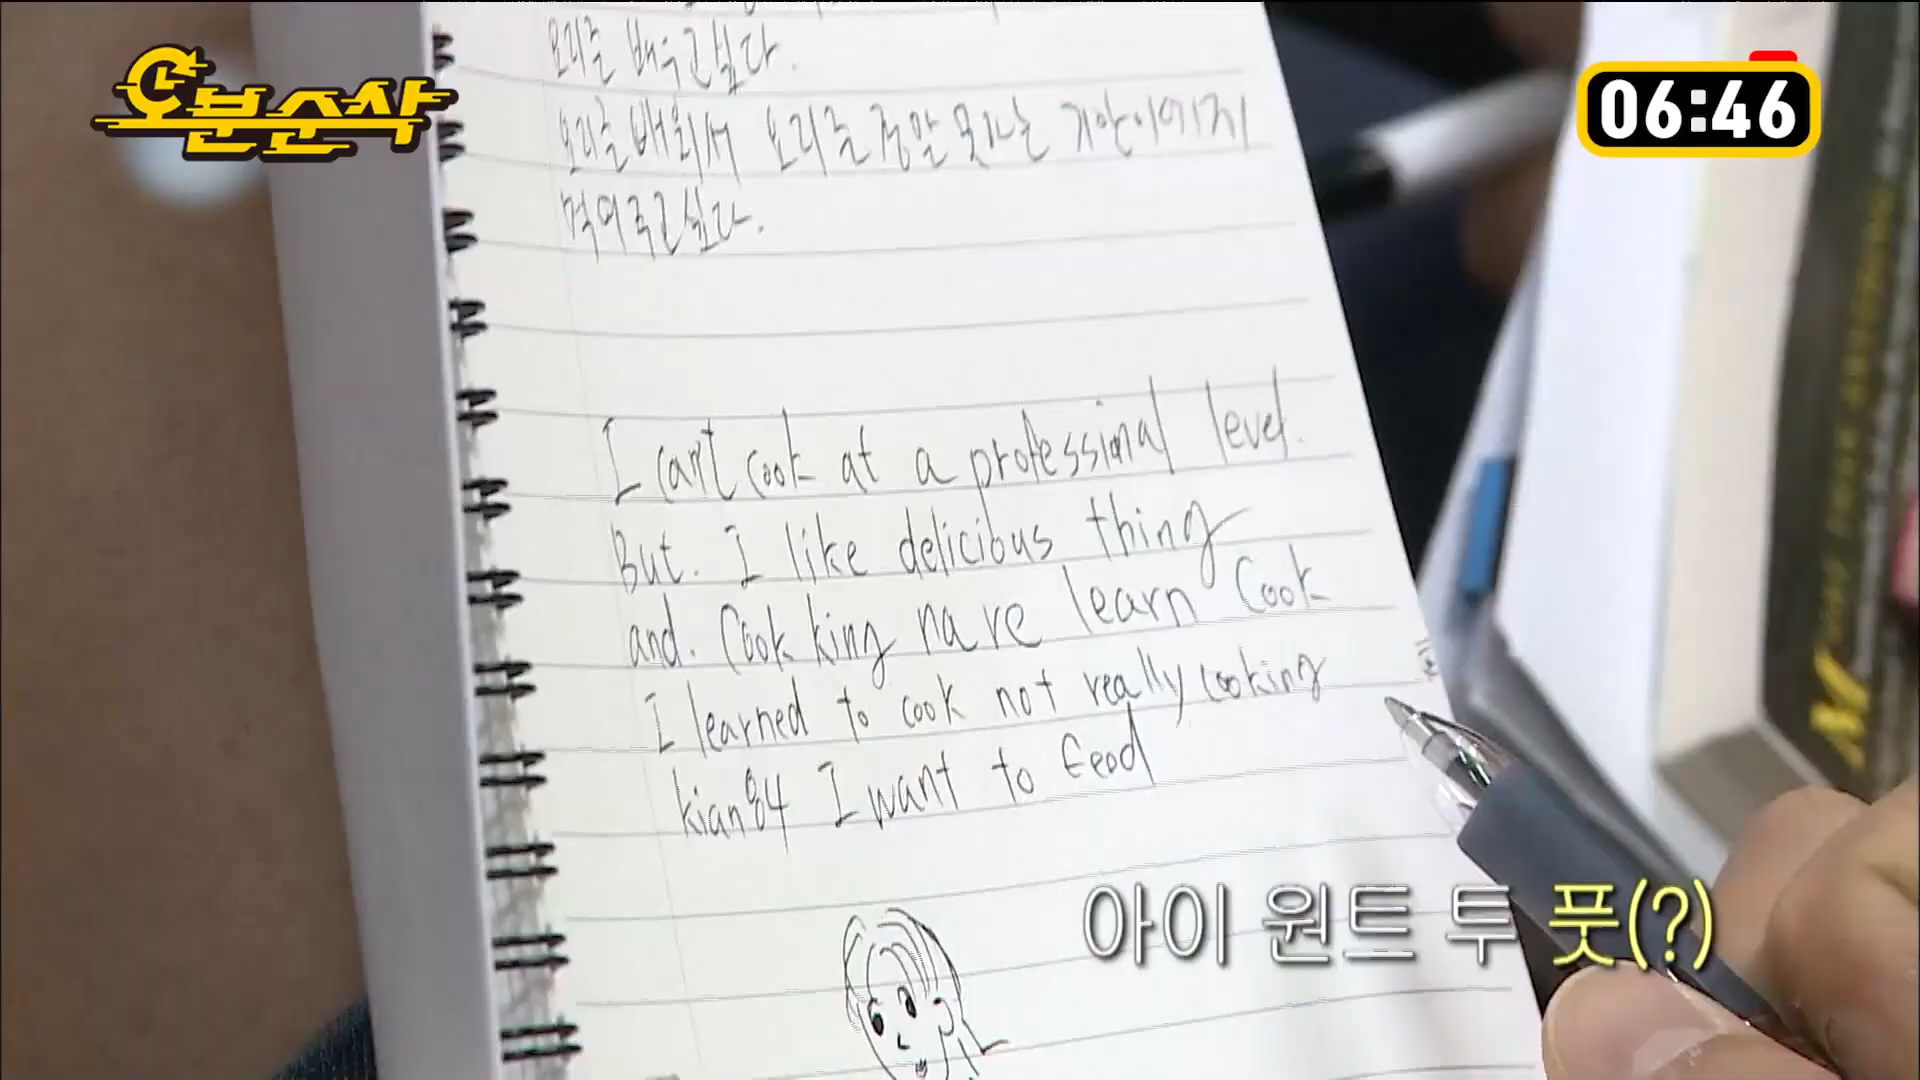 오분순삭
06:46
요리를 배우고싶다.
요리를 배워서 요리를 정말 못하는 기안이에게
먹여주고싶다.
I can't cook at a professional level.
But. I like delicious thing
and. Cook king nare learn Cook
I learned to cook not really cooking
kian84 I want to feed
아이 원트 투 풋(?)